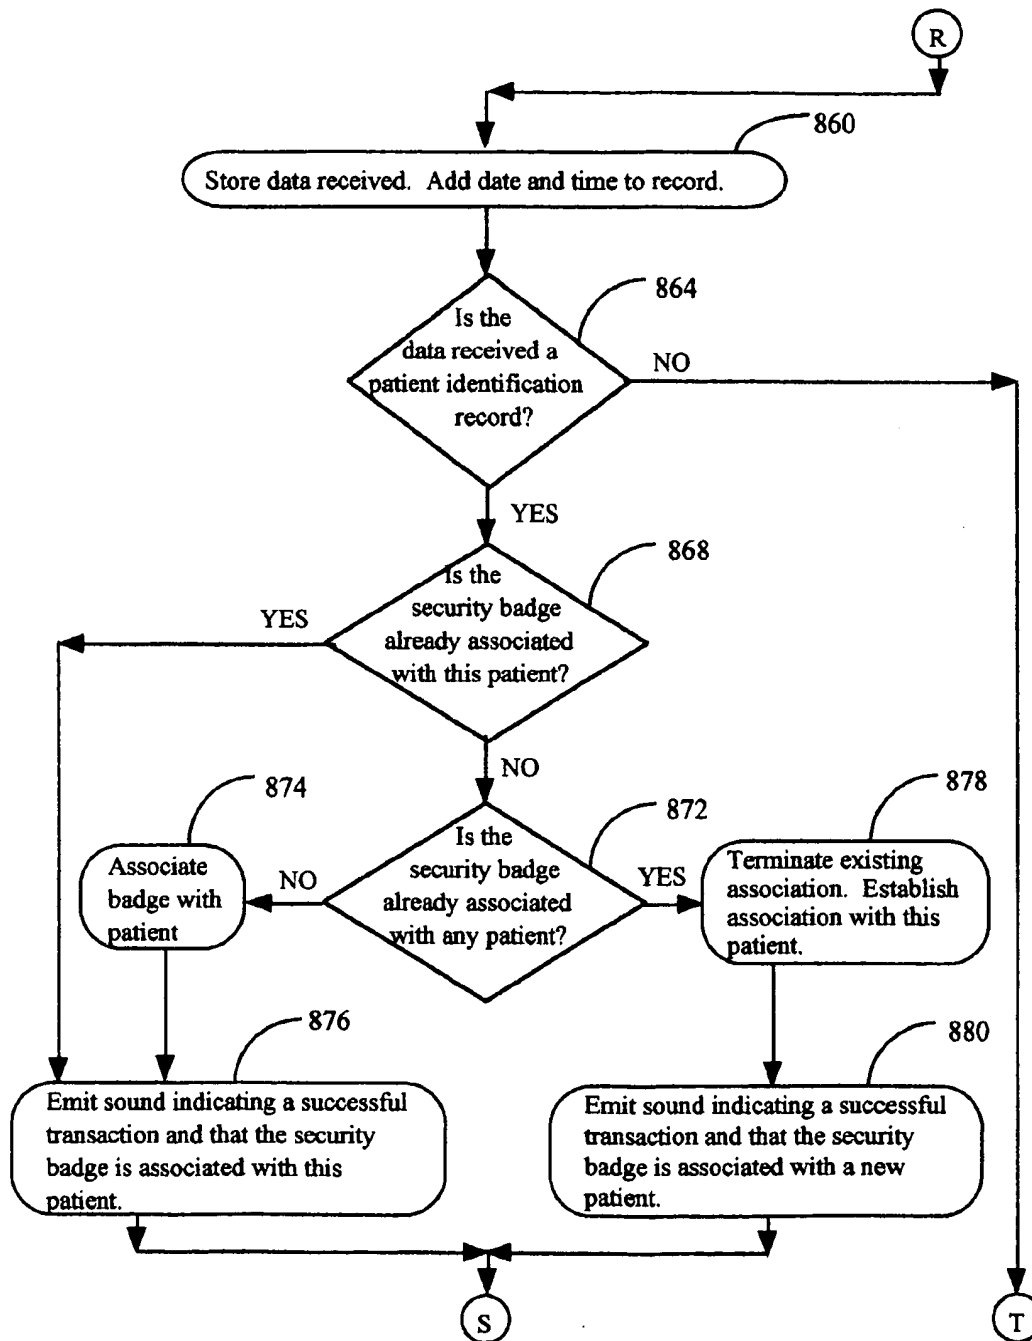 R
860
Store data received. Add date and time to record.
864
Is the
data received a
patient identification
record?
NO
YES
868
Is the
security badge
already associated
with this patient?
YES
NO
874
872
878
Is the
security badge
already associated
with any patient?
Associate
badge with
patient
NO
YES
Terminate existing
association. Establish
association with this
patient.
876
880
Emit sound indicating a successful
transaction and that the security
badge is associated with this
patient.
Emit sound indicating a successful
transaction and that the security
badge is associated with a new
patient.
S
T